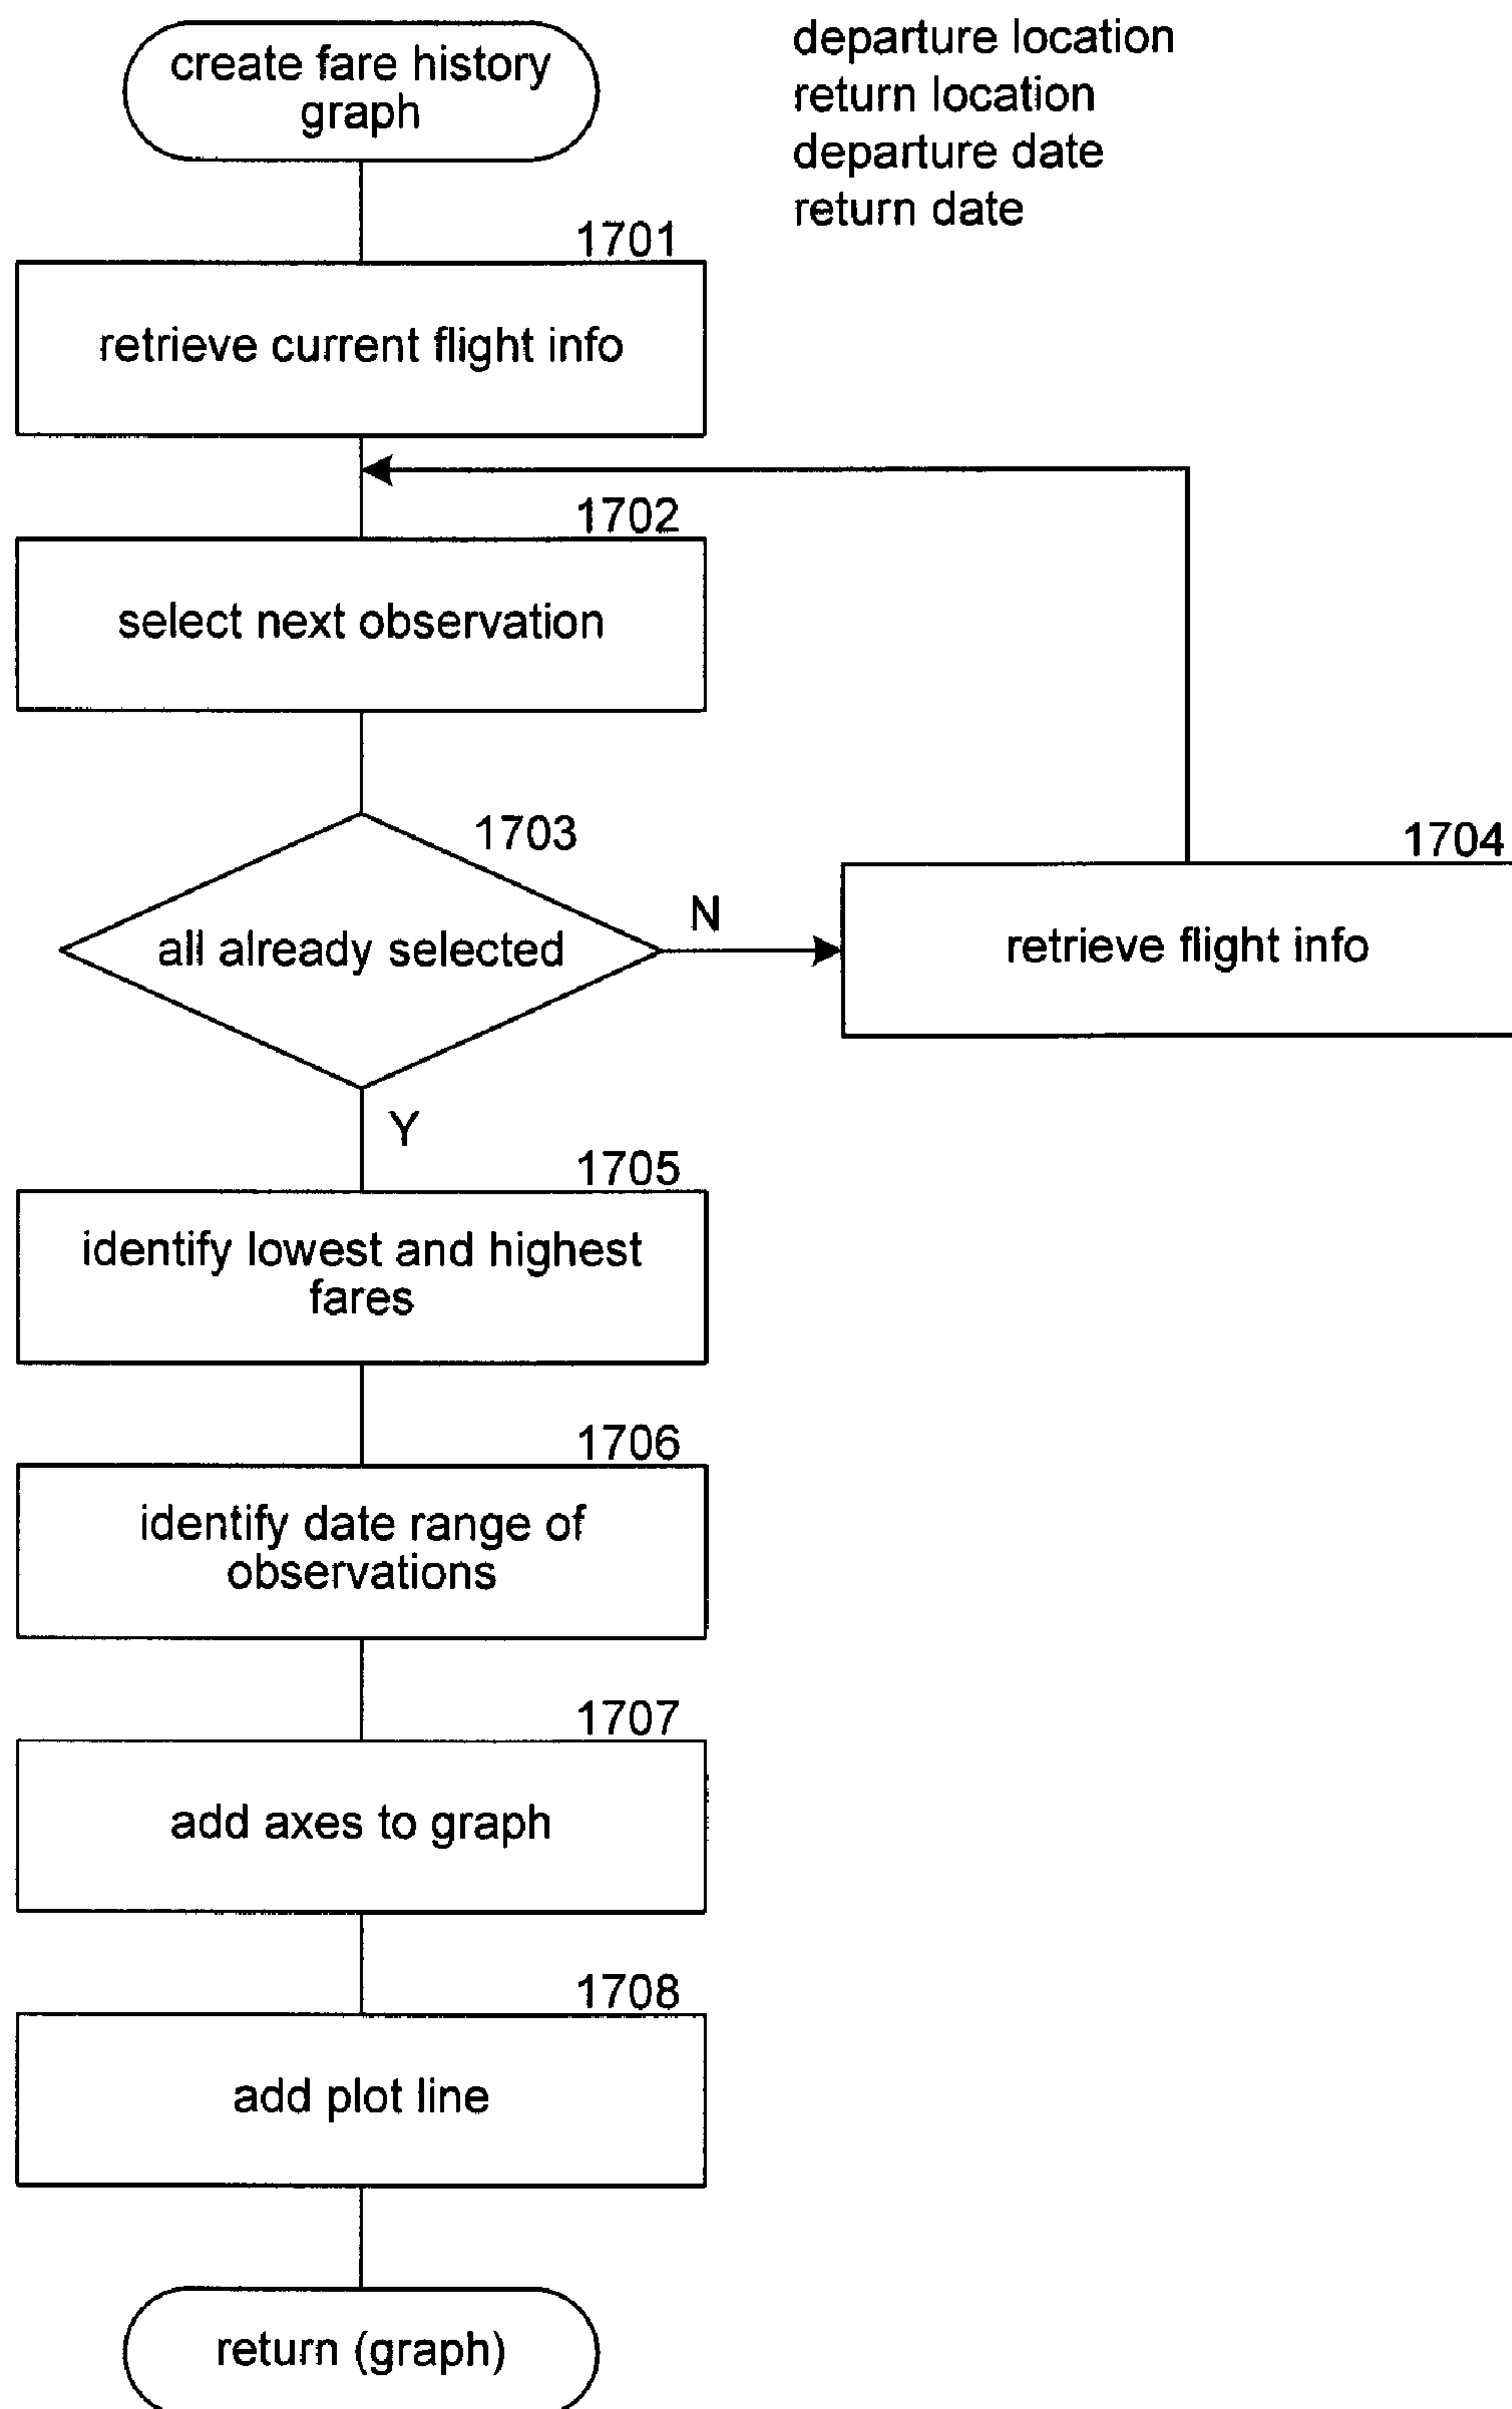 create fare history
graph
departure location
return location
departure date
return date
1701
retrieve current flight info
1702
select next observation
1703
all already selected
N
1704
retrieve flight info
Y
1705
identify lowest and highest
fares
1706
identify date range of
observations
1707
add axes to graph
1708
add plot line
return (graph)